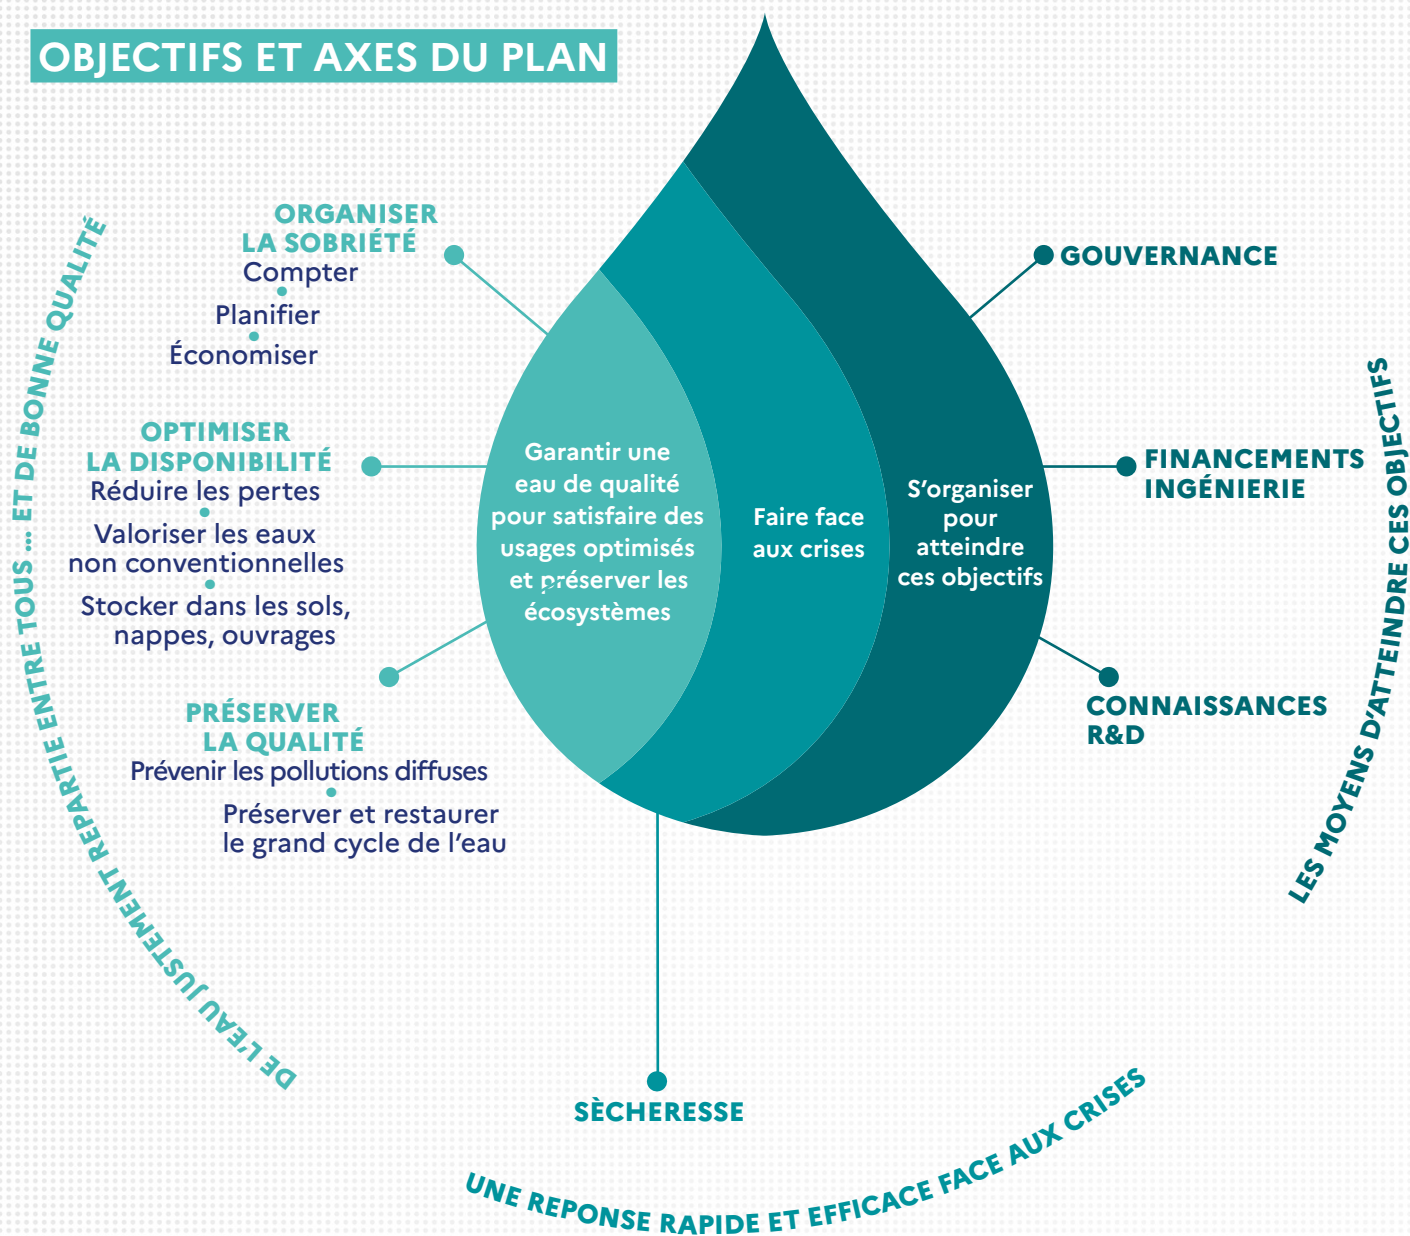 OBJECTIFS ET AXES DU PLAN
DE L'EAU JUSTEMENT REPARTIE ENTRE TOUS ... ET DE BONNE QUALITÉ
ORGANISER
LA SOBRIÉTÉ
Compter
Planifier
Économiser
OPTIMISER
LA DISPONIBILITÉ
Réduire les pertes
Valoriser les eaux
non conventionnelles
Stocker dans les sols,
nappes, ouvrages
PRÉSERVER
LA QUALITÉ
Prévenir les pollutions diffuses
Préserver et restaurer
le grand cycle de l'eau
Garantir une
eau de qualité
pour satisfaire des
usages optimisés
et préserver les
écosystèmes
Faire face
aux crises
S'organiser
pour
atteindre
ces objectifs
GOUVERNANCE
FINANCEMENTS
INGÉNIERIE
CONNAISSANCES
R&D
LES MOYENS D'ATTEINDRE CES OBJECTIFS
SÈCHERESSE
UNE REPONSE RAPIDE ET EFFICACE FACE AUX CRISES